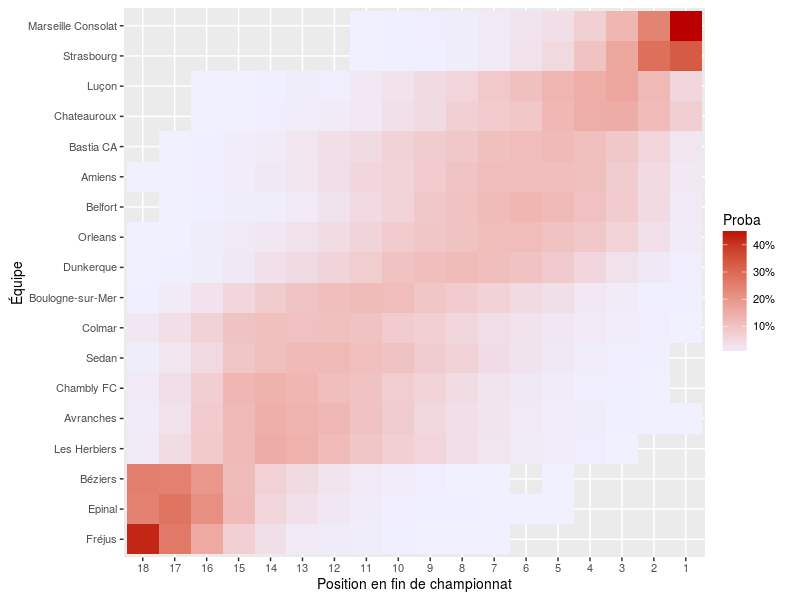 Équipe
Marseille Consolat
Strasbourg
Luçon
Chateauroux
Bastia CA
Amiens
Belfort
Orleans
Dunkerque
Boulogne-sur-Mer
Colmar
Sedan
Chambly FC
Avranches
Les Herbiers
Béziers
Epinal
Fréjus
18 17 16 15 14 13 12 11 10 9 8 7 6 5 4 3 2 1
Position en fin de championnat
Proba
40%
30%
20%
10%